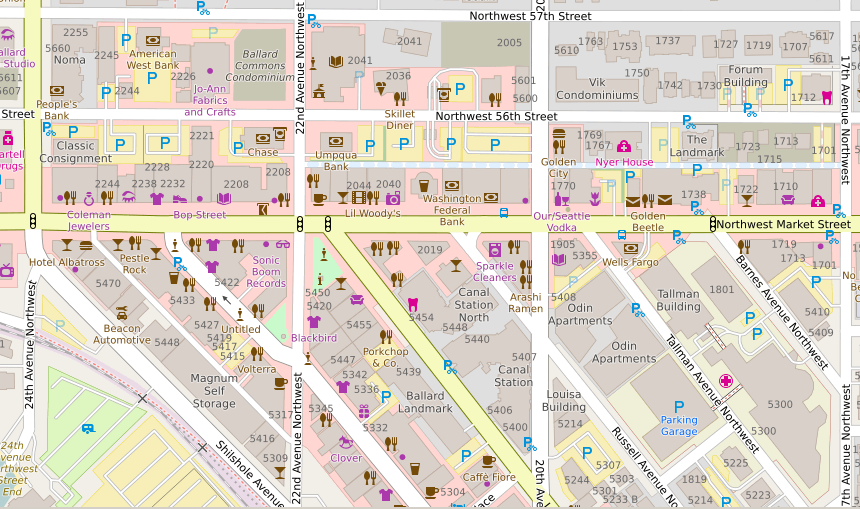 Northwest 57th Street
2255
5660
Noma
2245
American
West Bank
2226
2244
Ballard
Commons
Condominium
Jo-Ann
Fabrics
and Crafts
People's
Bank
5611
5607
Street
2041
2041
2036
2005
5601
5600
Skillet
Diner
Northwest 56th Street
5610
1763
1753
1737
1727
1719
1707
5617
5611
1750
Vik
Condominiums
1742
1730
Forum
Building
1712
22nd Avenue Northwest
17th Avenue Northwest
Classic
Consignment
2221
2228
2220
Chase
Umpqua
Bank
2208
2208
2244
2238
2232
Coleman
Jewelers
Bop Street
2044
Lil Woody's
Washington
Federal
Bank
Golden
City
1769
1767
Nyer House
1770
The
Landmark
1723
1713
1715
1701
1738
1722
1710
Our/Seattle
Vodka
Golden
Beetle
Northwest Market Street
Hotel Albatross
Pestle
Rock
Sonic
Boom
Records
5470
5433
5422
Beacon
Automotive
5427
5419
5417
5415
Untitled
Volterra
5448
Magnum
Self
Storage
5317
5416
5309
Shilshole Avenue
24th Avenue Northwest
22nd Avenue Northwest
24th
Avenue
Northwest
Street
End
2019
Sparkle
Cleaners
Arashi
Ramen
5450
5420
5455
Blackbird
5454
Canal
Station
North
5448
5440
5447
Porkchop
& Co
5342
5336
5439
5407
Canal
Station
Ballard
Landmark
5406
5400
5345
5332
Clover
Caffè Fiore
5304
1905
5355
Wells Fargo
5408
Odin
Apartments
Odin
Apartments
Tallman
Building
1801
1719
1713
1701
Barnes Avenue Northwest
5410
5409
Tallman Avenue Northwest
Louisa
Building
5214
Parking
Garage
5300
5300
Russell Avenue
5307
5244
5301
5303
5233 B
5225
1819
5214
5223
20th Ave